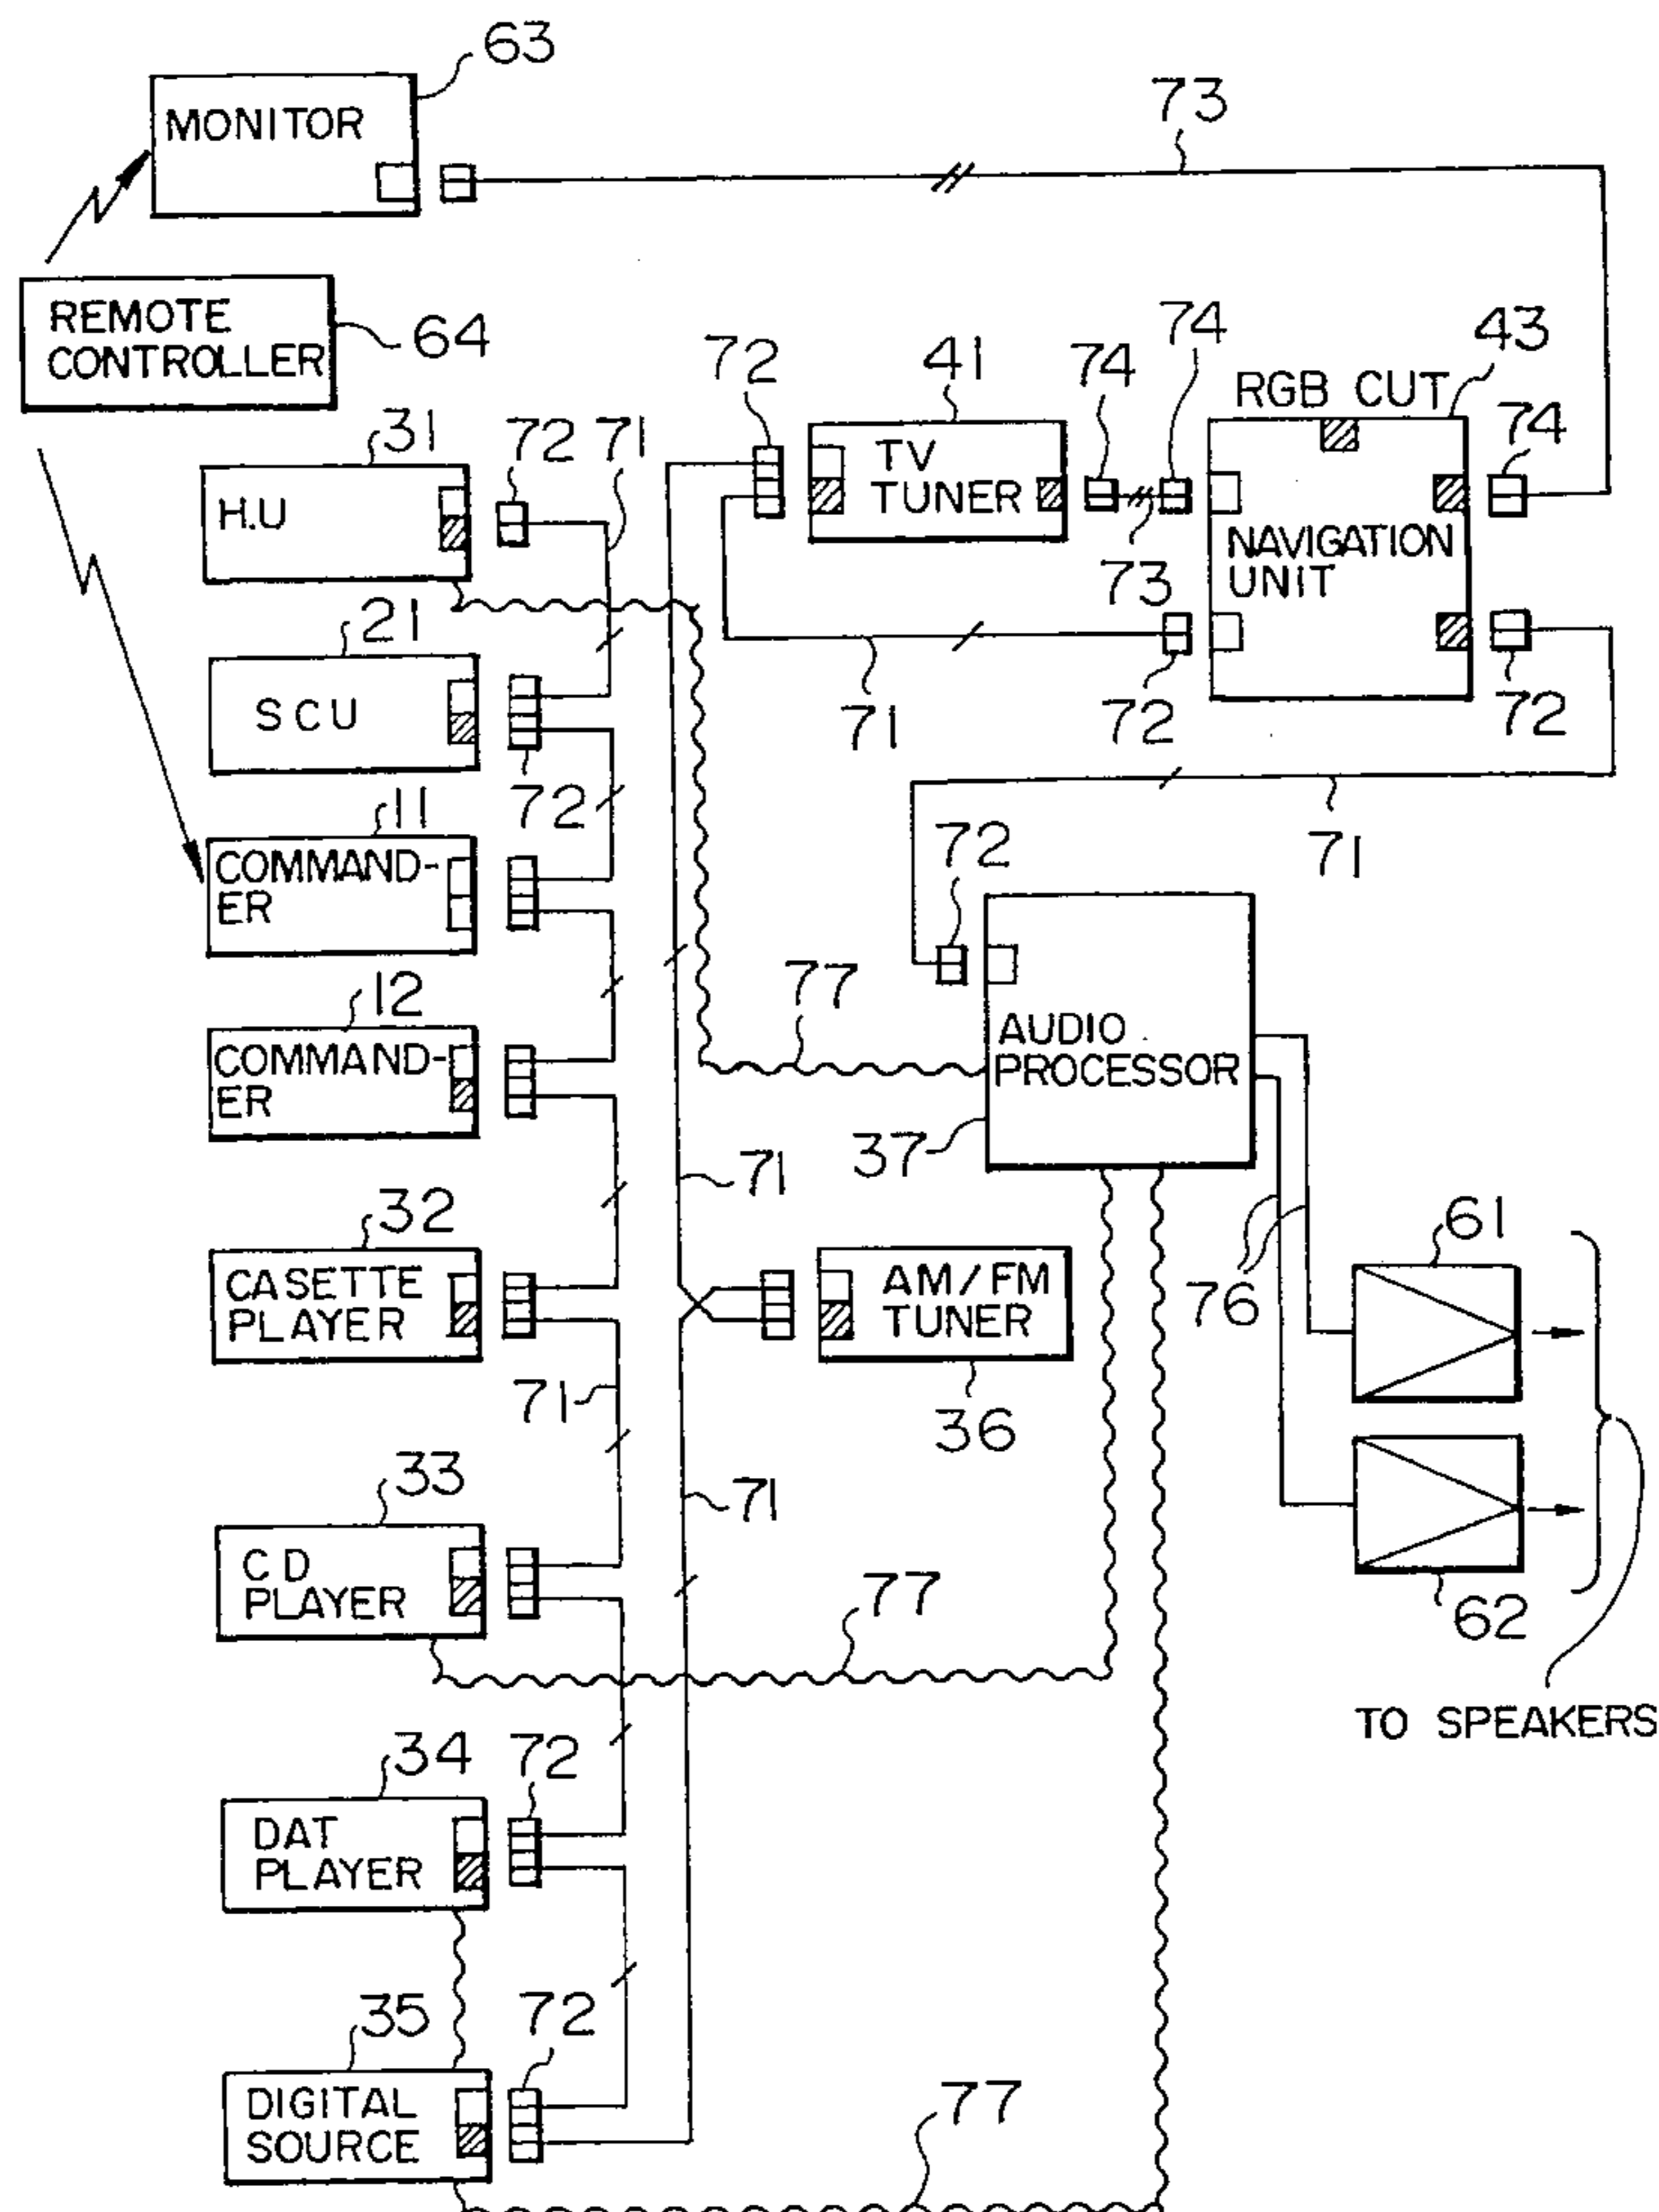 63
MONITOR
73
REMOTE
CONTROLLER
64
31
72
71
H.U
72
41
74
74
43
RGB CUT
74
TV
TUNER
NAVIGATION
UNIT
73
21
SCU
72
71
72
72
71
11
COMMAND-
ER
72
12
COMMAND-
ER
77
AUDIO
PROCESSOR
37
71
32
CASETTE
PLAYER
71
AM/FM
TUNER
36
76
61
62
TO SPEAKERS
33
CD
PLAYER
71
77
34
72
DAT
PLAYER
35
72
DIGITAL
SOURCE
77